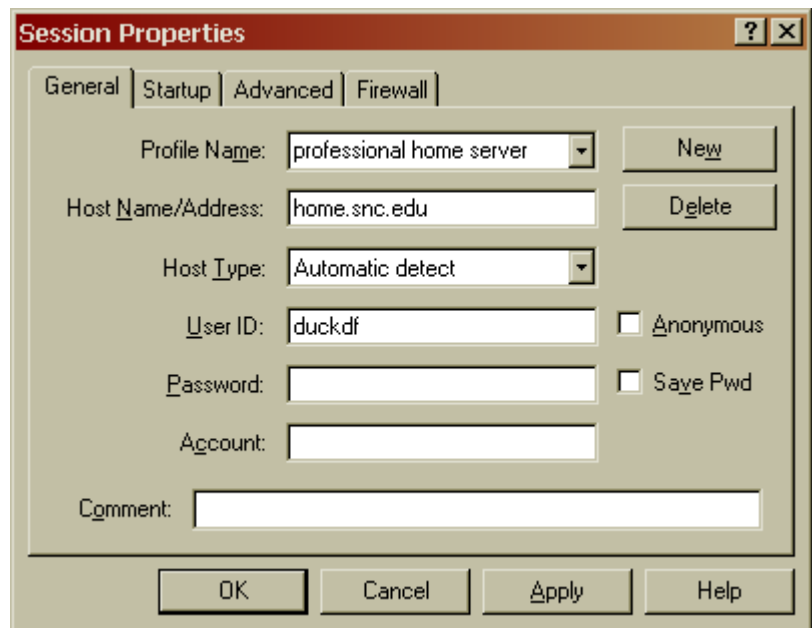 Session Properties
General Startup Advanced Firewall
Profile Name: professional home server New
Host Name/Address: home.snc.edu Delete
Host Type: Automatic detect
User ID: duckdf Anonymous
Password: Save Pwd
Account:
Comment:
OK Cancel Apply Help